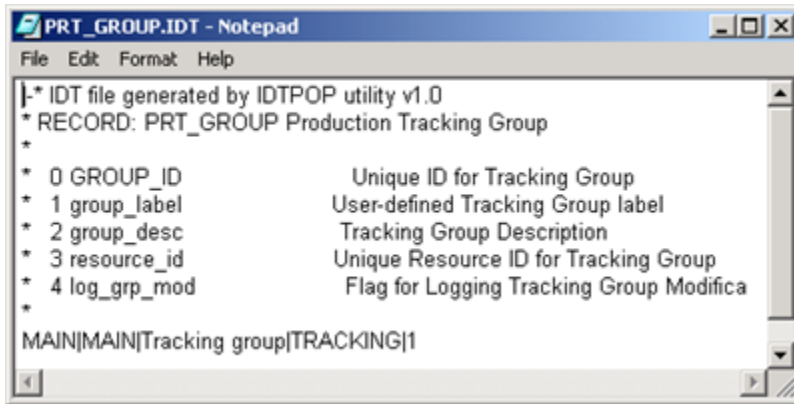 PRT_GROUP.IDT - Notepad
File Edit Format Help
-* IDT file generated by IDTPOP utility v1.0
* RECORD: PRT_GROUP Production Tracking Group
*
* 0 GROUP_ID Unique ID for Tracking Group
* 1 group_label User-defined Tracking Group label
* 2 group_desc Tracking Group Description
* 3 resource_id Unique Resource ID for Tracking Group
* 4 log_grp_mod Flag for Logging Tracking Group Modifica
*
MAIN|MAIN|Tracking group|TRACKING|1